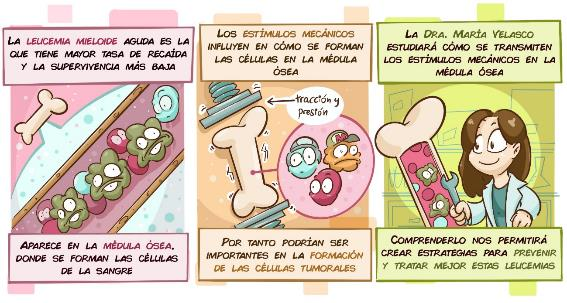 La leucemia mieloide aguda es la
que tiene mayor tasa de recaída
y la supervivencia más baja
Aparece en la médula ósea,
donde se forman las células
de la sangre
Los estímulos mecánicos
influyen en cómo se forman
las células en la médula
ósea
tracción y
presión
Por tanto podrían ser
importantes en la formación
de las células tumorales
La Dra. María Velasco
estudiará cómo se transmiten
los estímulos mecánicos en la
médula ósea
Comprenderlo nos permitirá
crear estrategias para prevenir
y tratar mejor estas leucemias